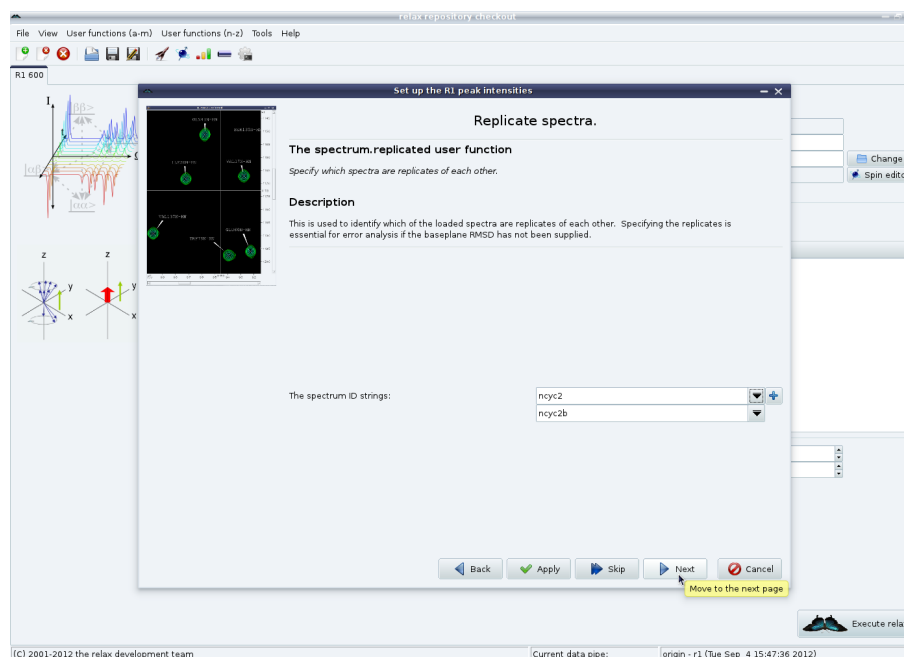 relax repository checkout
File View User functions (a-m) User functions (n-z) Tools Help
R1 600
Set up the R1 peak intensities
Replicate spectra.
The spectrum.replicated user function
Specify which spectra are replicates of each other.
Description
This is used to identify which of the loaded spectra are replicates of each other. Specifying the replicates is
essential for error analysis if the baseplane RMSD has not been supplied.
I
|ββ>
|αβ
|αα>
Change
Spin edito
z z
y y
x x
The spectrum ID strings:
ncyc2
ncyc2b
Back Apply Skip Next Cancel
Move to the next page
Execute rela
(C) 2001-2012 the relax development team
Current data pipe:
origin - r1 (Tue Sep 4 15:47:36 2012)